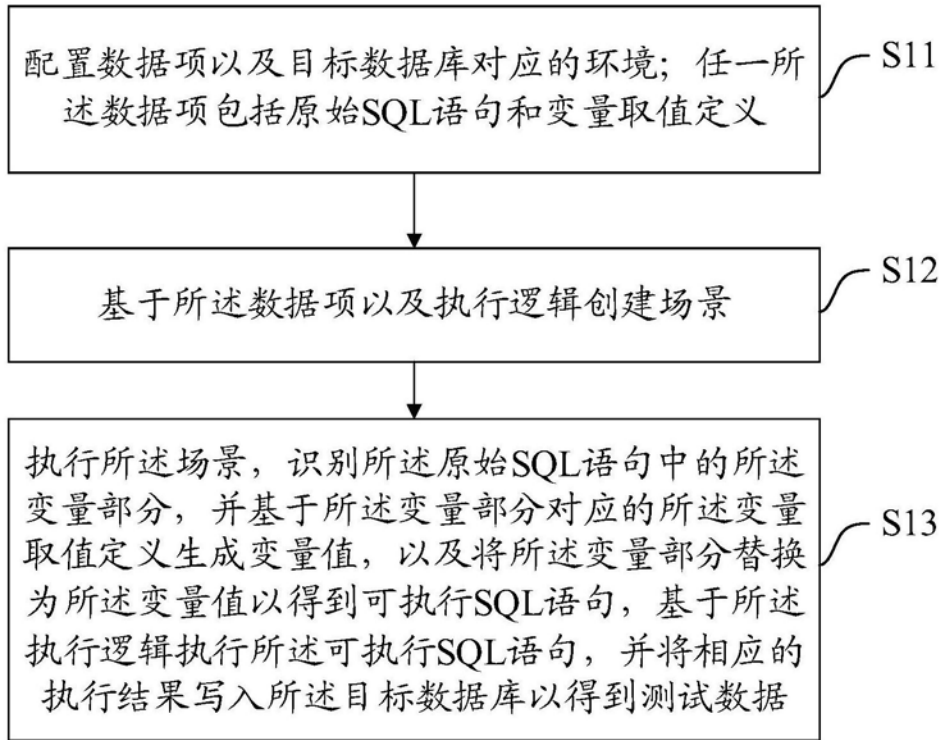 配置数据项以及目标数据库对应的环境；任一所
述数据项包括原始SQL语句和变量取值定义
S11
基于所述数据项以及执行逻辑创建场景
S12
执行所述场景，识别所述原始SQL语句中的所述
变量部分，并基于所述变量部分对应的所述变量
取值定义生成变量值，以及将所述变量部分替换
为所述变量值以得到可执行SQL语句，基于所述
执行逻辑执行所述可执行SQL语句，并将相应的
执行结果写入所述目标数据库以得到测试数据
S13